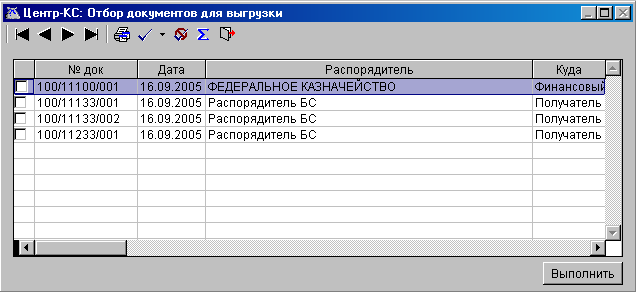 Центр-КС: Отбор документов для выгрузки
№ док Дата Распорядитель Куда
100/11100/001 16.09.2005 ФЕДЕРАЛЬНОЕ КАЗНАЧЕЙСТВО Финансовый
100/11133/001 16.09.2005 Распорядитель БС Получатель
100/11133/002 16.09.2005 Распорядитель БС Получатель
100/11233/001 16.09.2005 Распорядитель БС Получатель
Выполнить